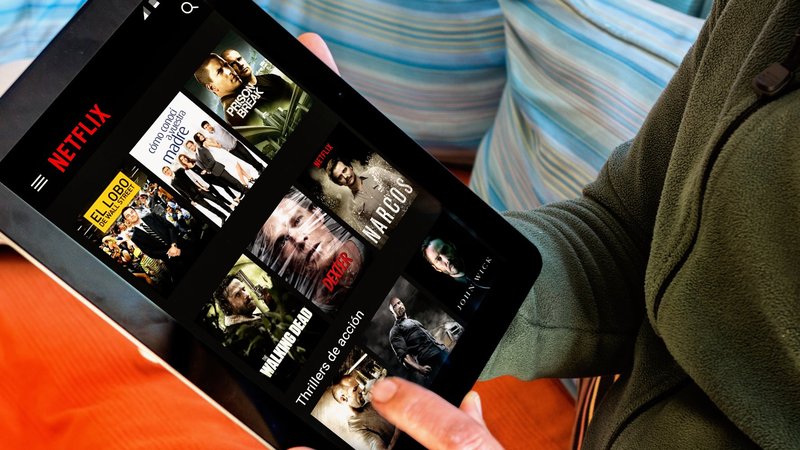 NETFLIX
EL LOBO
DE WALL STREET
cómo conocí
a vuestra
madre
PRISON
BREAK
THE
WALKING DEAD
DEXTER
NETFLIX
NARCOS
Thrillers de acción
JOHN WICK